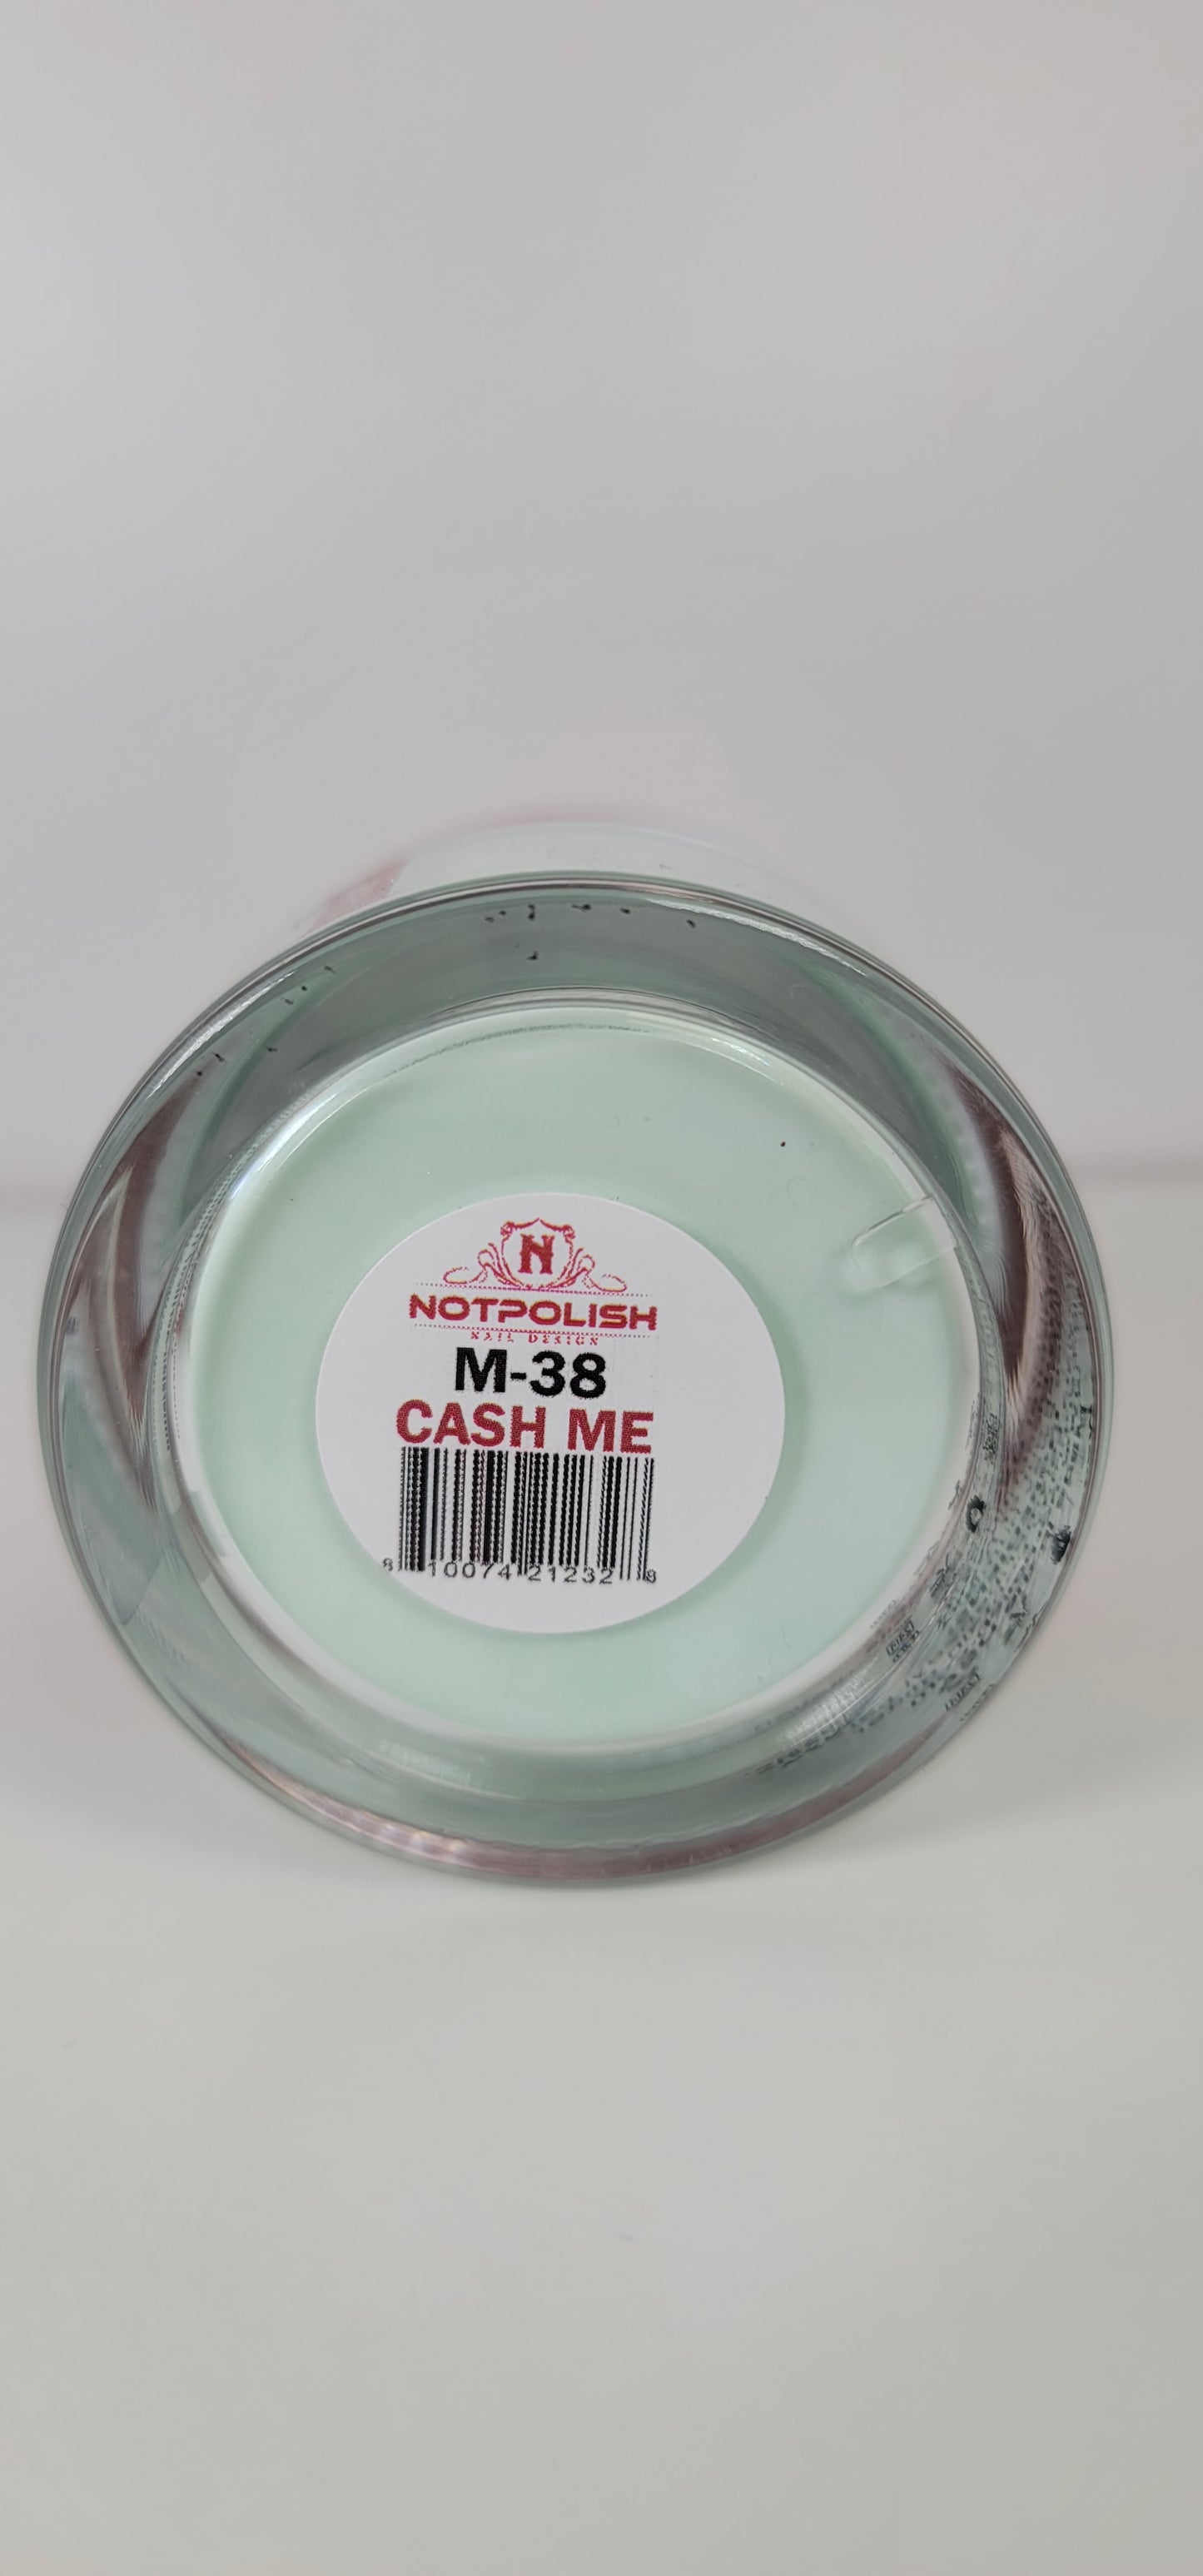 N
NOTPOLISH
NAIL DESIGN
M-38
CASH ME
8 10074 21232 8